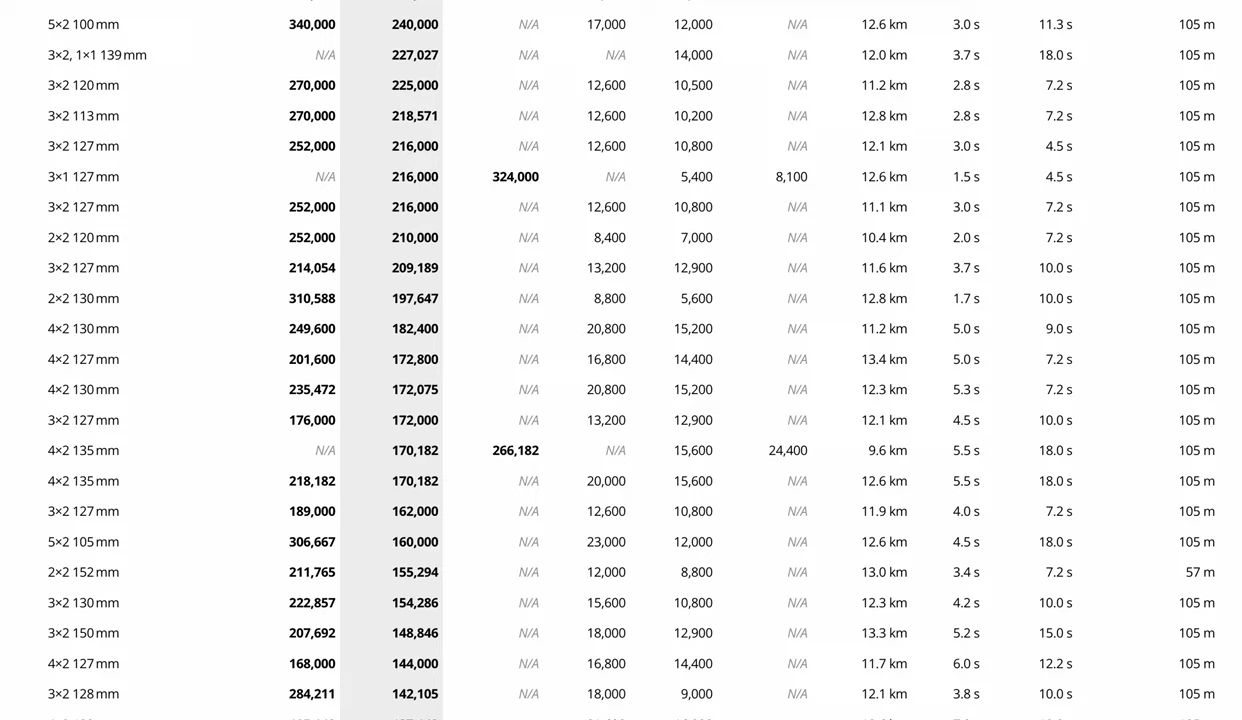 5×2 100 mm 340,000 240,000 N/A 17,000 12,000 N/A 12.6 km 3.0 s 11.3 s 105 m
3×2, 1×1 139 mm N/A 227,027 N/A N/A 14,000 N/A 12.0 km 3.7 s 18.0 s 105 m
3×2 120 mm 270,000 225,000 N/A 12,600 10,500 N/A 11.2 km 2.8 s 7.2 s 105 m
3×2 113 mm 270,000 218,571 N/A 12,600 10,200 N/A 12.8 km 2.8 s 7.2 s 105 m
3×2 127 mm 252,000 216,000 N/A 12,600 10,800 N/A 12.1 km 3.0 s 4.5 s 105 m
3×1 127 mm N/A 216,000 324,000 N/A 5,400 8,100 12.6 km 1.5 s 4.5 s 105 m
3×2 127 mm 252,000 216,000 N/A 12,600 10,800 N/A 11.1 km 3.0 s 7.2 s 105 m
2×2 120 mm 252,000 210,000 N/A 8,400 7,000 N/A 10.4 km 2.0 s 7.2 s 105 m
3×2 127 mm 214,054 209,189 N/A 13,200 12,900 N/A 11.6 km 3.7 s 10.0 s 105 m
2×2 130 mm 310,588 197,647 N/A 8,800 5,600 N/A 12.8 km 1.7 s 10.0 s 105 m
4×2 130 mm 249,600 182,400 N/A 20,800 15,200 N/A 11.2 km 5.0 s 9.0 s 105 m
4×2 127 mm 201,600 172,800 N/A 16,800 14,400 N/A 13.4 km 5.0 s 7.2 s 105 m
4×2 130 mm 235,472 172,075 N/A 20,800 15,200 N/A 12.3 km 5.3 s 7.2 s 105 m
3×2 127 mm 176,000 172,000 N/A 13,200 12,900 N/A 12.1 km 4.5 s 10.0 s 105 m
4×2 135 mm N/A 170,182 266,182 N/A 15,600 24,400 9.6 km 5.5 s 18.0 s 105 m
4×2 135 mm 218,182 170,182 N/A 20,000 15,600 N/A 12.6 km 5.5 s 18.0 s 105 m
3×2 127 mm 189,000 162,000 N/A 12,600 10,800 N/A 11.9 km 4.0 s 7.2 s 105 m
5×2 105 mm 306,667 160,000 N/A 23,000 12,000 N/A 12.6 km 4.5 s 18.0 s 105 m
2×2 152 mm 211,765 155,294 N/A 12,000 8,800 N/A 13.0 km 3.4 s 7.2 s 57 m
3×2 130 mm 222,857 154,286 N/A 15,600 10,800 N/A 12.3 km 4.2 s 10.0 s 105 m
3×2 150 mm 207,692 148,846 N/A 18,000 12,900 N/A 13.3 km 5.2 s 15.0 s 105 m
4×2 127 mm 168,000 144,000 N/A 16,800 14,400 N/A 11.7 km 6.0 s 12.2 s 105 m
3×2 128 mm 284,211 142,105 N/A 18,000 9,000 N/A 12.1 km 3.8 s 10.0 s 105 m